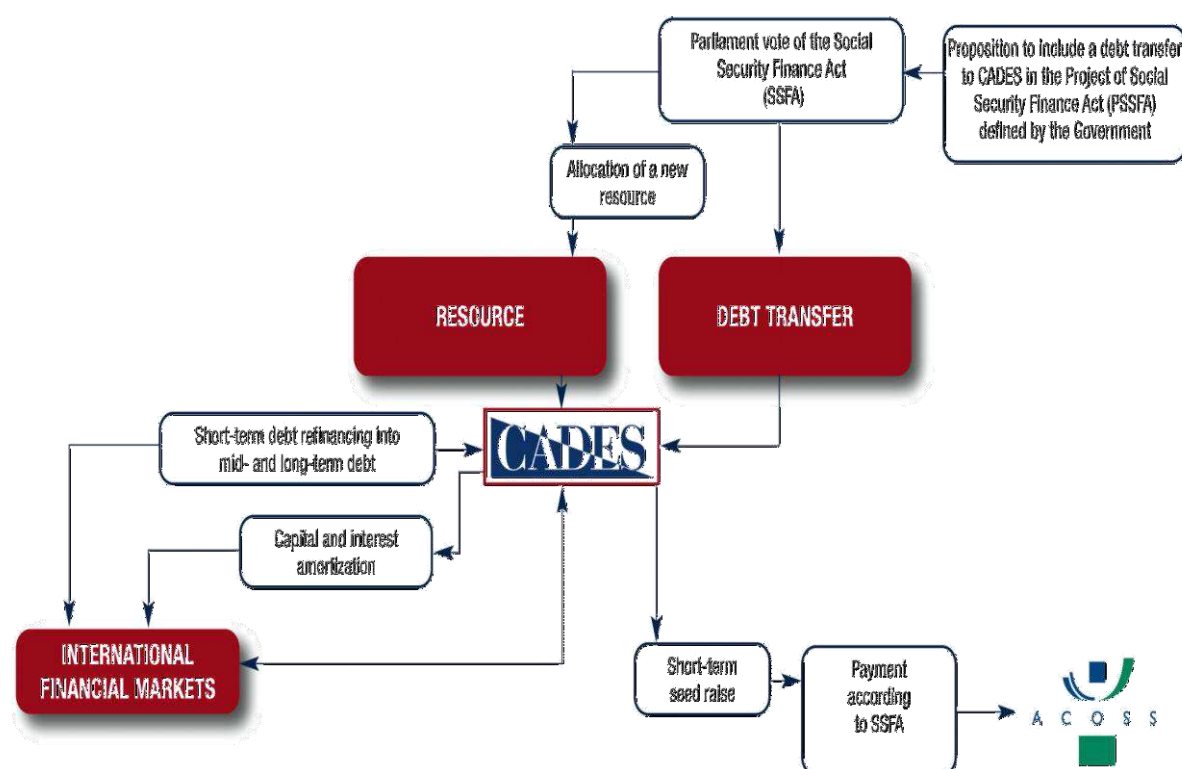 Parliament vote of the Social
Security Finance Act
(SSFA)
Proposition to include a debt transfer
to CADES in the Project of Social
Security Finance Act (PSSFA)
defined by the Government
Allocation of a new
resource
RESOURCE
DEBT TRANSFER
Short-term debt refinancing into
mid- and long-term debt
CADES
Capital and interest
amortization
INTERNATIONAL
FINANCIAL MARKETS
Short-term
seed raise
Payment
according
to SSFA
A C O S S